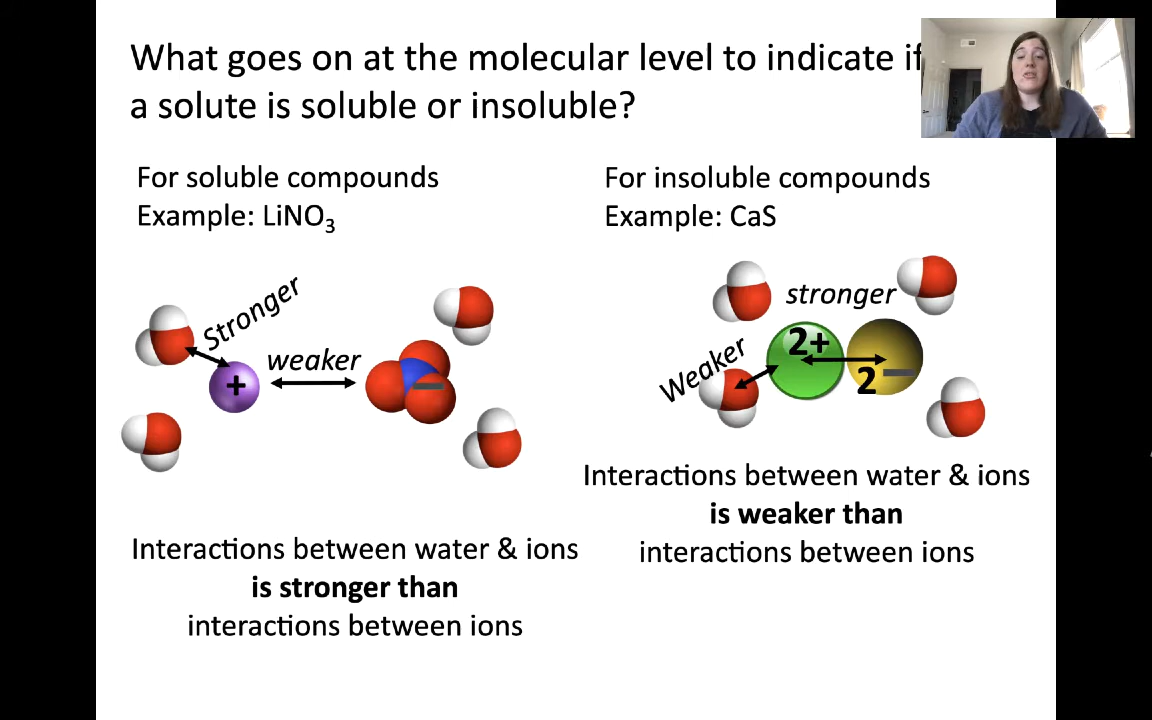 What goes on at the molecular level to indicate if
a solute is soluble or insoluble?
For soluble compounds
Example: LiNO₃
Stronger
weaker
+
−
Interactions between water & ions
is stronger than
interactions between ions
For insoluble compounds
Example: CaS
stronger
Weaker
2+
2−
Interactions between water & ions
is weaker than
interactions between ions